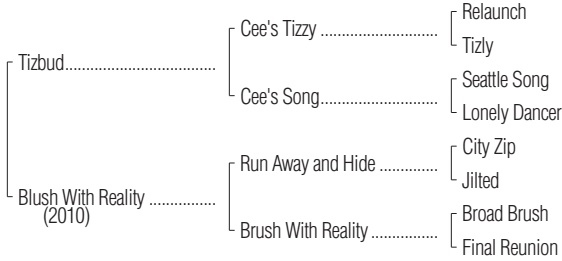 Relaunch
Cee's Tizzy ........................
Tizly
Tizbud...............................
Seattle Song
Cee's Song........................
Lonely Dancer
City Zip
Run Away and Hide ............
Jilted
Blush With Reality ..............
(2010)
Broad Brush
Brush With Reality ..............
Final Reunion